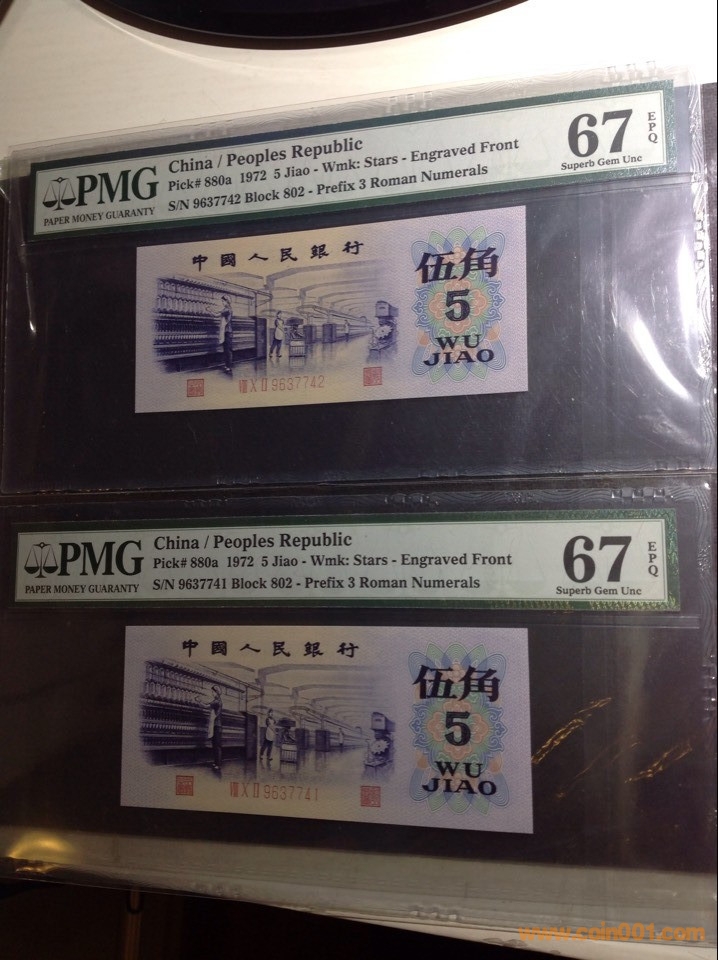 China / Peoples Republic
Pick# 880a 1972 5 Jiao - Wmk: Stars - Engraved Front
S/N 9637742 Block 802 - Prefix 3 Roman Numerals
PMG
PAPER MONEY GUARANTY
67
EPQ
Superb Gem Unc
中國人民銀行
伍角
5
WU
JIAO
Ⅷ Ⅹ Ⅱ 9637742
China / Peoples Republic
Pick# 880a 1972 5 Jiao - Wmk: Stars - Engraved Front
S/N 9637741 Block 802 - Prefix 3 Roman Numerals
PMG
PAPER MONEY GUARANTY
67
EPQ
Superb Gem Unc
中國人民銀行
伍角
5
WU
JIAO
Ⅷ Ⅹ Ⅱ 9637741
www.coin001.com